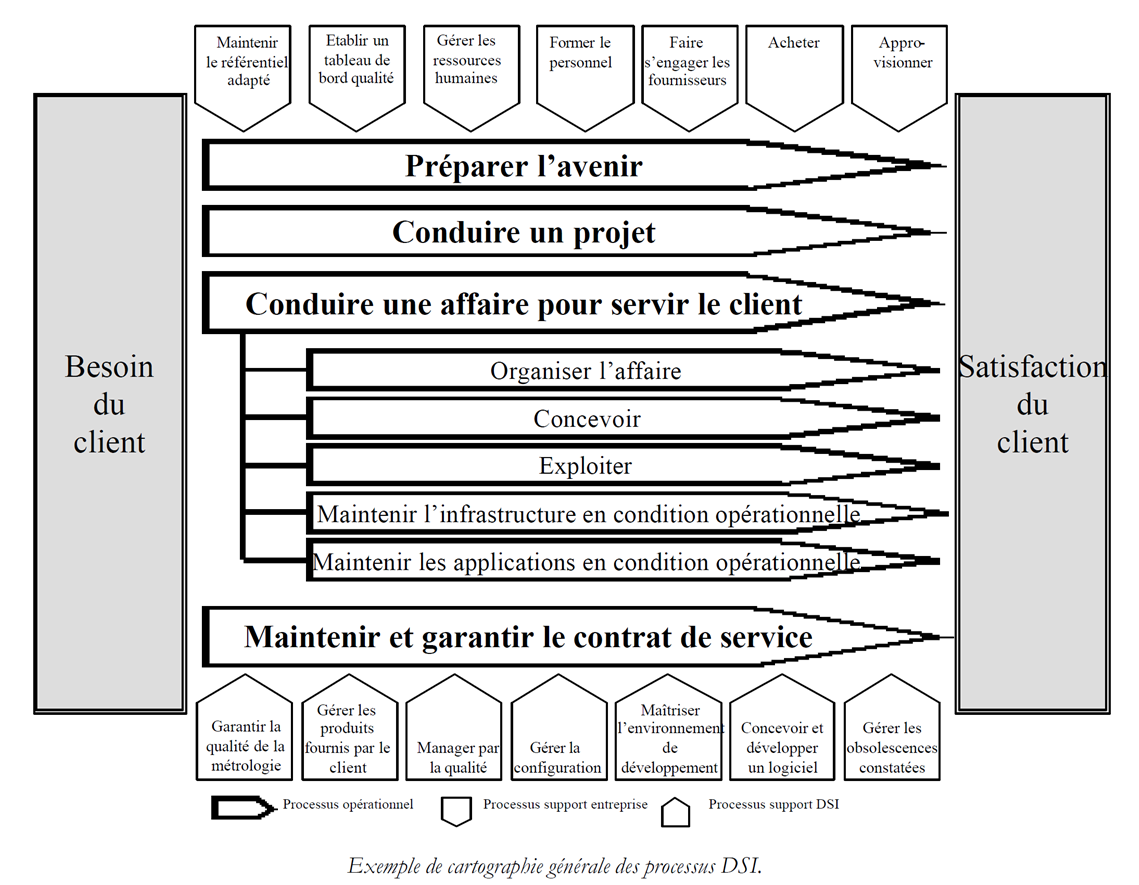 Maintenir
le référentiel
adapté
Etablir un
tableau de
bord qualité
Gérer les
ressources
humaines
Former le
personnel
Faire
s’engager les
fournisseurs
Acheter
Appro-
visionner
Besoin
du
client
Préparer l’avenir
Conduire un projet
Conduire une affaire pour servir le client
Organiser l’affaire
Concevoir
Exploiter
Maintenir l’infrastructure en condition opérationnelle
Maintenir les applications en condition opérationnelle
Maintenir et garantir le contrat de service
Satisfaction
du
client
Garantir la
qualité de la
métrologie
Gérer les
produits
fournis par le
client
Manager par
la qualité
Gérer la
configuration
Maîtriser
l’environnement
de
développement
Concevoir et
développer
un logiciel
Gérer les
obsolescences
constatées
Processus opérationnel
Processus support entreprise
Processus support DSI
Exemple de cartographie générale des processus DSI.